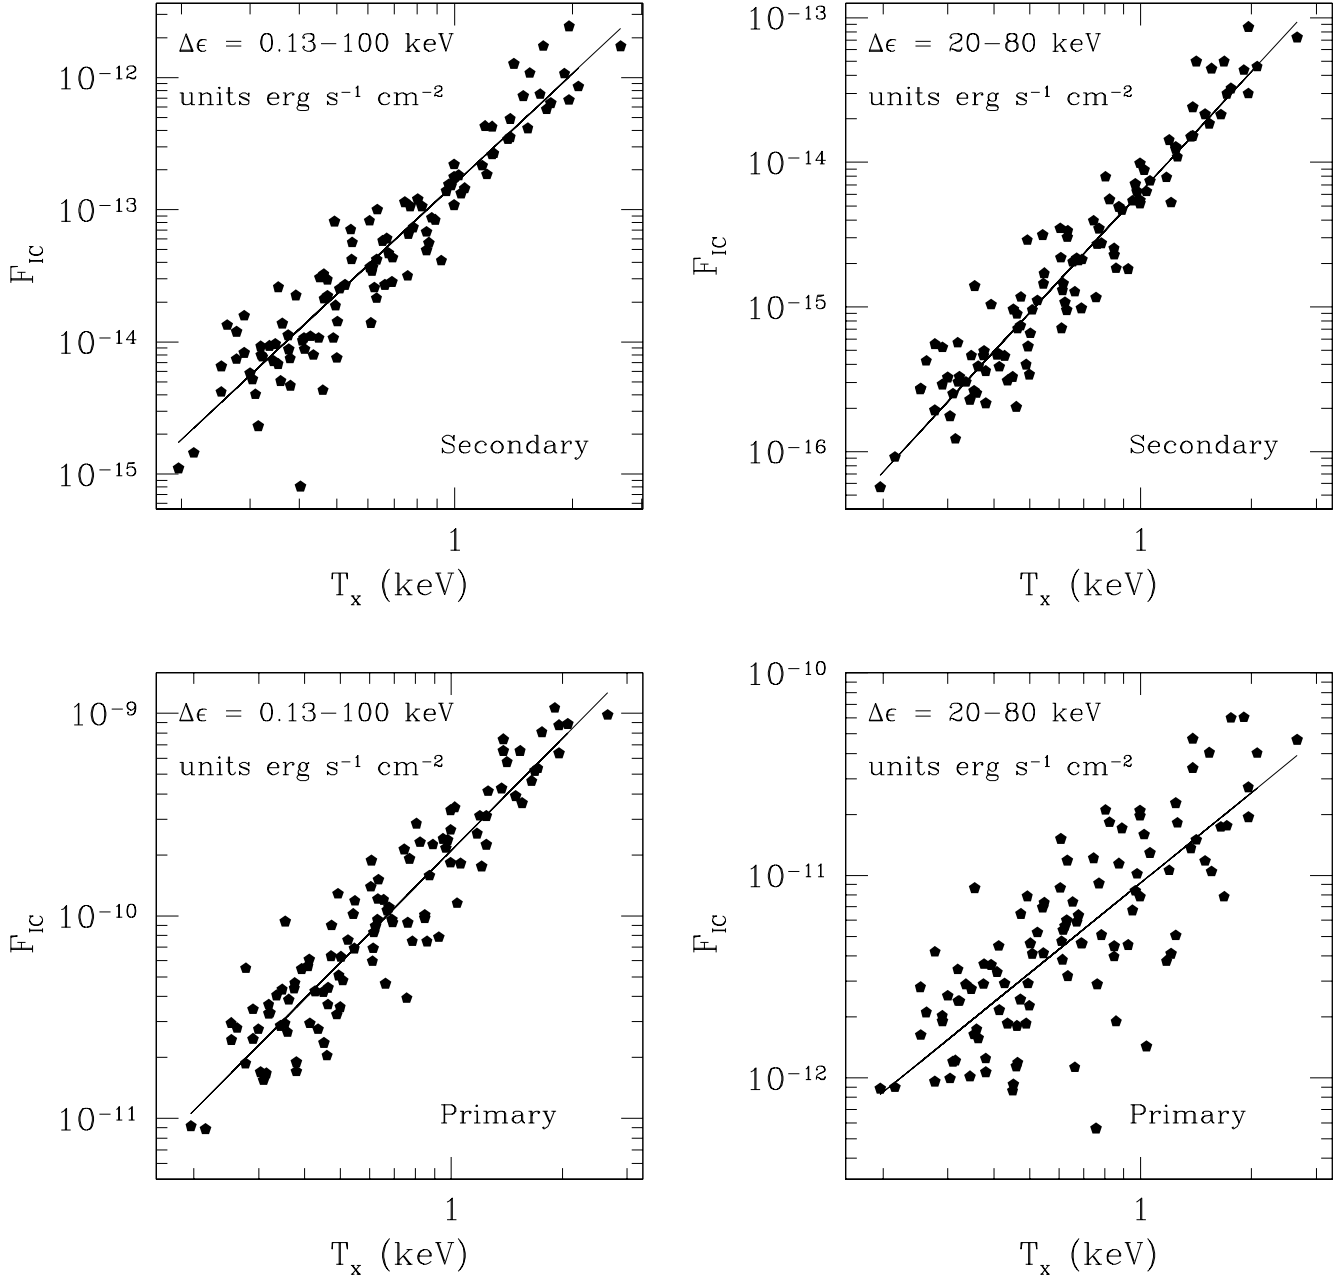 Δϵ = 0.13−100 keV
units erg s⁻¹ cm⁻²
10⁻¹²
10⁻¹³
10⁻¹⁴
10⁻¹⁵
F_IC
Secondary
1
T_x (keV)
10⁻¹³
Δϵ = 20−80 keV
units erg s⁻¹ cm⁻²
10⁻¹⁴
10⁻¹⁵
10⁻¹⁶
F_IC
Secondary
1
T_x (keV)
10⁻⁹
Δϵ = 0.13−100 keV
units erg s⁻¹ cm⁻²
10⁻¹⁰
10⁻¹¹
F_IC
Primary
1
T_x (keV)
10⁻¹⁰
Δϵ = 20−80 keV
units erg s⁻¹ cm⁻²
10⁻¹¹
10⁻¹²
F_IC
Primary
1
T_x (keV)